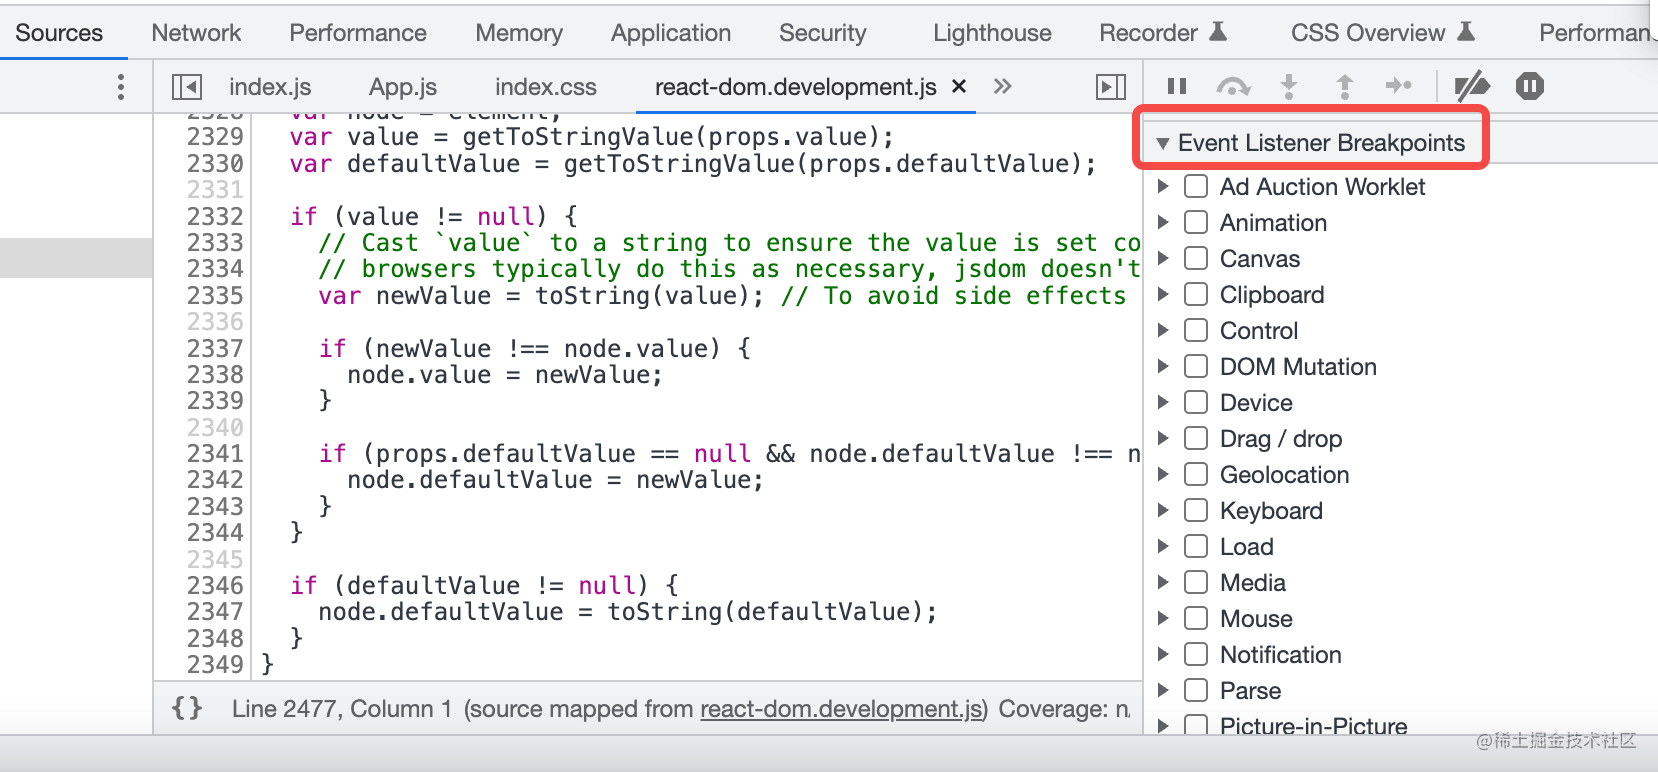 Sources Network Performance Memory Application Security Lighthouse Recorder CSS Overview Performan
index.js App.js index.css react-dom.development.js × »
2328 var node = element;
2329 var value = getToStringValue(props.value);
2330 var defaultValue = getToStringValue(props.defaultValue);
2331
2332 if (value != null) {
2333 // Cast `value` to a string to ensure the value is set co
2334 // browsers typically do this as necessary, jsdom doesn't
2335 var newValue = toString(value); // To avoid side effects
2336
2337 if (newValue !== node.value) {
2338 node.value = newValue;
2339 }
2340
2341 if (props.defaultValue == null && node.defaultValue !== n
2342 node.defaultValue = newValue;
2343 }
2344 }
2345
2346 if (defaultValue != null) {
2347 node.defaultValue = toString(defaultValue);
2348 }
2349 }
{} Line 2477, Column 1 (source mapped from react-dom.development.js) Coverage: n/
Event Listener Breakpoints
Ad Auction Worklet
Animation
Canvas
Clipboard
Control
DOM Mutation
Device
Drag / drop
Geolocation
Keyboard
Load
Media
Mouse
Notification
Parse
Picture-in-Picture
@稀土掘金技术社区